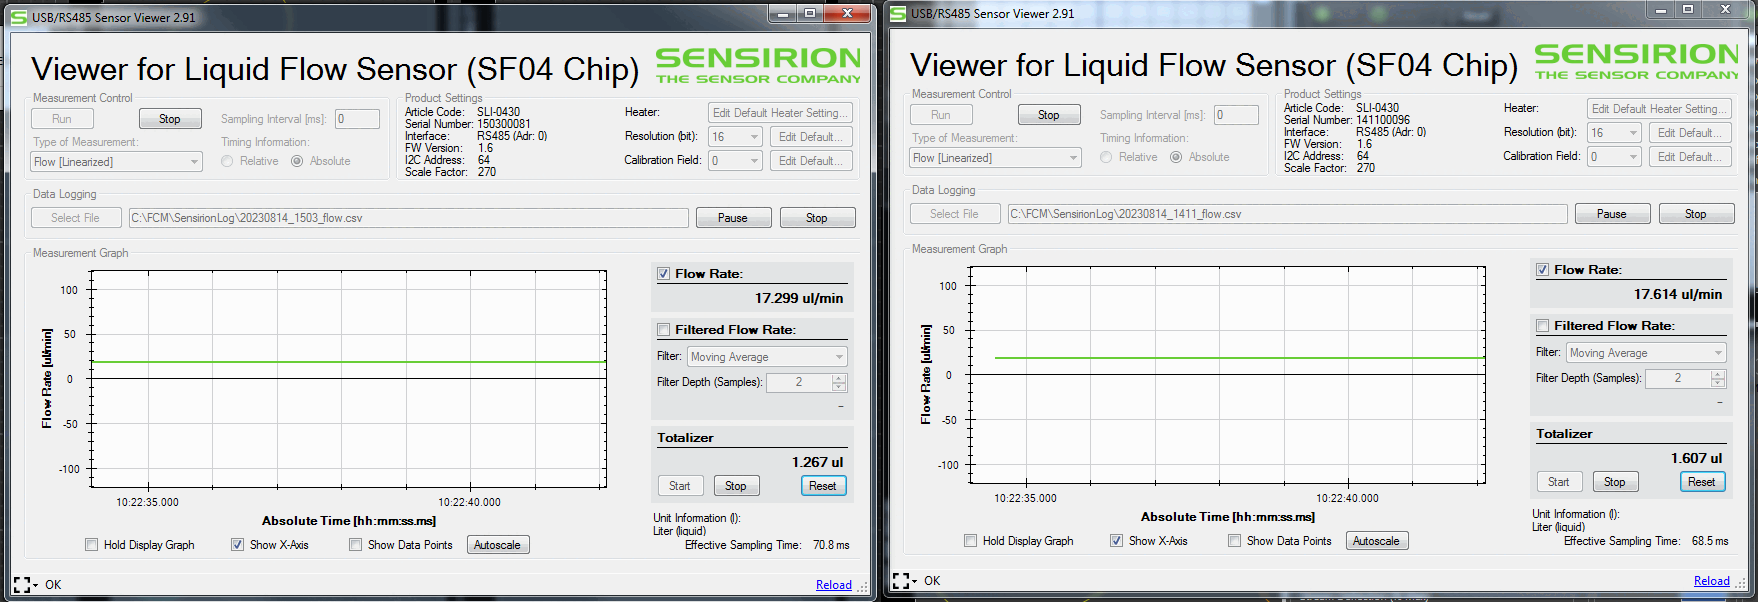 USB/RS485 Sensor Viewer 2.91
Viewer for Liquid Flow Sensor (SF04 Chip)
SENSIRION
THE SENSOR COMPANY
Measurement Control
Run
Stop
Sampling Interval [ms]:
0
Type of Measurement:
Timing Information:
Flow [Linearized]
Relative
Absolute
Product Settings
Article Code: SLI-0430
Serial Number: 150300081
Interface: RS485 (Adr: 0)
FW Version: 1.6
I2C Address: 64
Scale Factor: 270
Heater:
Edit Default Heater Setting...
Resolution (bit):
16
Edit Default...
Calibration Field:
0
Edit Default...
Data Logging
Select File
C:\FCM\SensirionLog\20230814_1503_flow.csv
Pause
Stop
Measurement Graph
100
50
0
-50
-100
Flow Rate [ul/min]
10:22:35.000
10:22:40.000
Absolute Time [hh:mm:ss.ms]
Hold Display Graph
Show X-Axis
Show Data Points
Autoscale
Flow Rate:
17.299 ul/min
Filtered Flow Rate:
Filter:
Moving Average
Filter Depth (Samples):
2
-
Totalizer
1.267 ul
Start
Stop
Reset
Unit Information (l):
Liter (liquid)
Effective Sampling Time: 70.8 ms
OK
Reload
USB/RS485 Sensor Viewer 2.91
Viewer for Liquid Flow Sensor (SF04 Chip)
SENSIRION
THE SENSOR COMPANY
Measurement Control
Run
Stop
Sampling Interval [ms]:
0
Type of Measurement:
Timing Information:
Flow [Linearized]
Relative
Absolute
Product Settings
Article Code: SLI-0430
Serial Number: 141100096
Interface: RS485 (Adr: 0)
FW Version: 1.6
I2C Address: 64
Scale Factor: 270
Heater:
Edit Default Heater Setting...
Resolution (bit):
16
Edit Default...
Calibration Field:
0
Edit Default...
Data Logging
Select File
C:\FCM\SensirionLog\20230814_1411_flow.csv
Pause
Stop
Measurement Graph
100
50
0
-50
-100
Flow Rate [ul/min]
10:22:35.000
10:22:40.000
Absolute Time [hh:mm:ss.ms]
Hold Display Graph
Show X-Axis
Show Data Points
Autoscale
Flow Rate:
17.614 ul/min
Filtered Flow Rate:
Filter:
Moving Average
Filter Depth (Samples):
2
-
Totalizer
1.607 ul
Start
Stop
Reset
Unit Information (l):
Liter (liquid)
Effective Sampling Time: 68.5 ms
OK
Reload